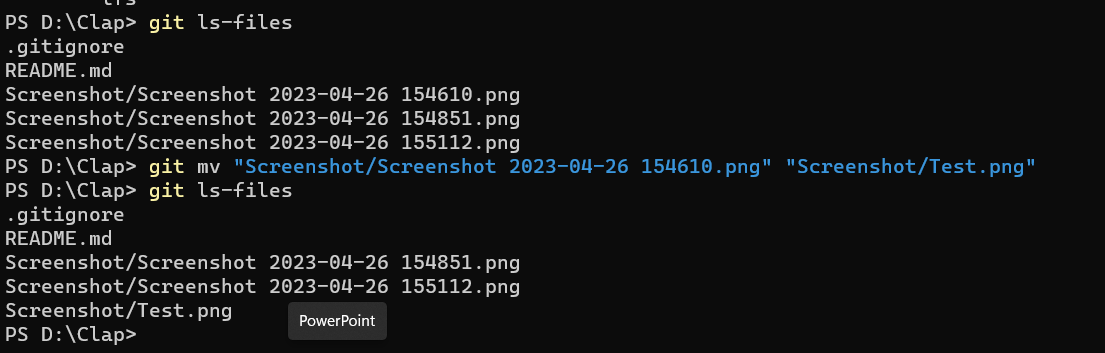 PS D:\Clap> git ls-files
.gitignore
README.md
Screenshot/Screenshot 2023-04-26 154610.png
Screenshot/Screenshot 2023-04-26 154851.png
Screenshot/Screenshot 2023-04-26 155112.png
PS D:\Clap> git mv "Screenshot/Screenshot 2023-04-26 154610.png" "Screenshot/Test.png"
PS D:\Clap> git ls-files
.gitignore
README.md
Screenshot/Screenshot 2023-04-26 154851.png
Screenshot/Screenshot 2023-04-26 155112.png
Screenshot/Test.png
PowerPoint
PS D:\Clap>